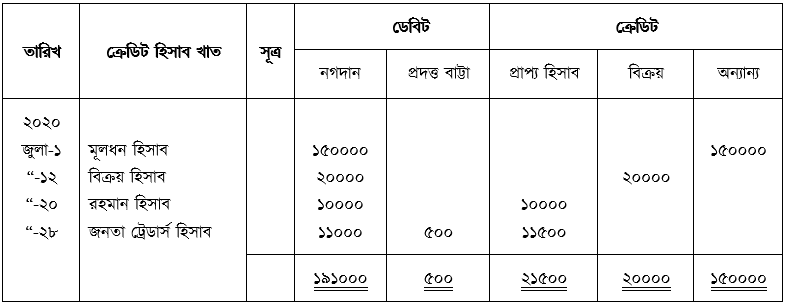 ডেবিট ক্রেডিট
তারিখ ক্রেডিট হিসাব খাত সূত্র
নগদান প্রদত্ত বাট্টা প্রাপ্য হিসাব বিক্রয় অন্যান্য
২০২০
জুলা-১ মূলধন হিসাব ১৫০০০০ ১৫০০০০
“-১২ বিক্রয় হিসাব ২০০০০ ২০০০০
“-২০ রহমান হিসাব ১০০০০ ১০০০০
“-২৮ জনতা ট্রেডার্স হিসাব ১১০০০ ৫০০ ১১৫০০
১৯১০০০ ৫০০ ২১৫০০ ২০০০০ ১৫০০০০